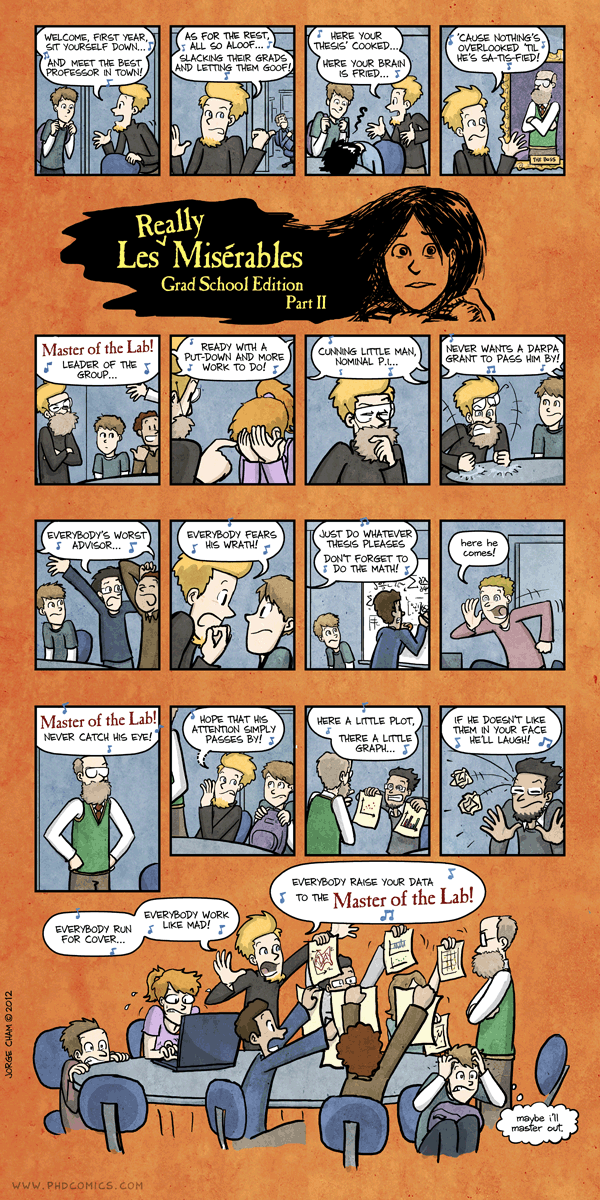 WELCOME, FIRST YEAR,
SIT YOURSELF DOWN...
AND MEET THE BEST
PROFESSOR IN TOWN!
AS FOR THE REST,
ALL SO ALOOF...
SLACKING THEIR GRADS
AND LETTING THEM GOOF!
HERE YOUR
THESIS' COOKED...
HERE YOUR BRAIN
IS FRIED...
'CAUSE NOTHING'S
OVERLOOKED 'TIL
HE'S SA-TIS-FIED!
THE BOSS
Really
Les Misérables
Grad School Edition
Part II
Master of the Lab!
LEADER OF THE
GROUP...
READY WITH A
PUT-DOWN AND MORE
WORK TO DO!
CUNNING LITTLE MAN,
NOMINAL P.I...
NEVER WANTS A DARPA
GRANT TO PASS HIM BY!
EVERYBODY'S WORST
ADVISOR...
EVERYBODY FEARS
HIS WRATH!
JUST DO WHATEVER
THESIS PLEASES
DON'T FORGET TO
DO THE MATH!
here he
comes!
Master of the Lab!
NEVER CATCH HIS EYE!
HOPE THAT HIS
ATTENTION SIMPLY
PASSES BY!
HERE A LITTLE PLOT,
THERE A LITTLE
GRAPH...
IF HE DOESN'T LIKE
THEM IN YOUR FACE
HE'LL LAUGH!
EVERYBODY RUN
FOR COVER...
EVERYBODY WORK
LIKE MAD!
EVERYBODY RAISE YOUR DATA
TO THE Master of the Lab!
maybe i'll
master out.
JORGE CHAM © 2012
WWW.PHDCOMICS.COM